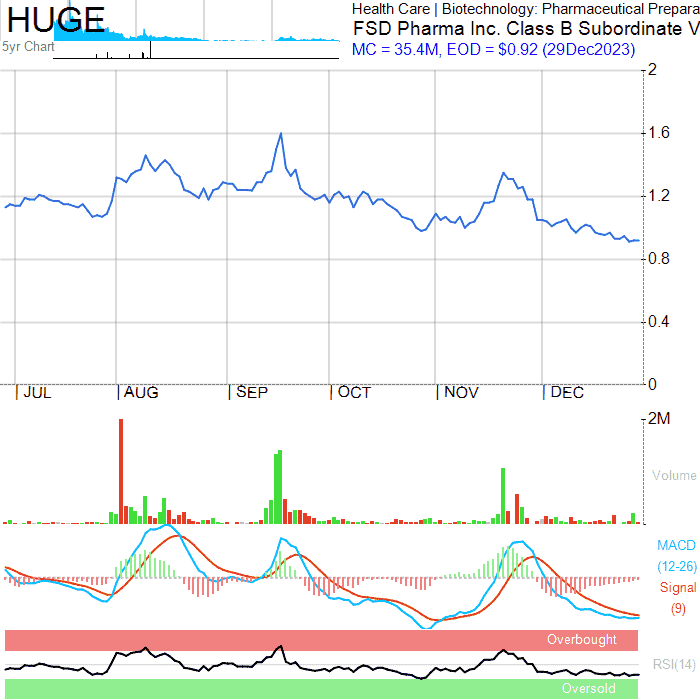 HUGE
5yr Chart
Health Care | Biotechnology: Pharmaceutical Prepara
FSD Pharma Inc. Class B Subordinate V
MC = 35.4M, EOD = $0.92 (29Dec2023)
2
1.6
1.2
0.8
0.4
0
JUL AUG SEP OCT NOV DEC
2M
Volume
MACD
(12-26)
Signal
(9)
Overbought
RSI(14)
Oversold